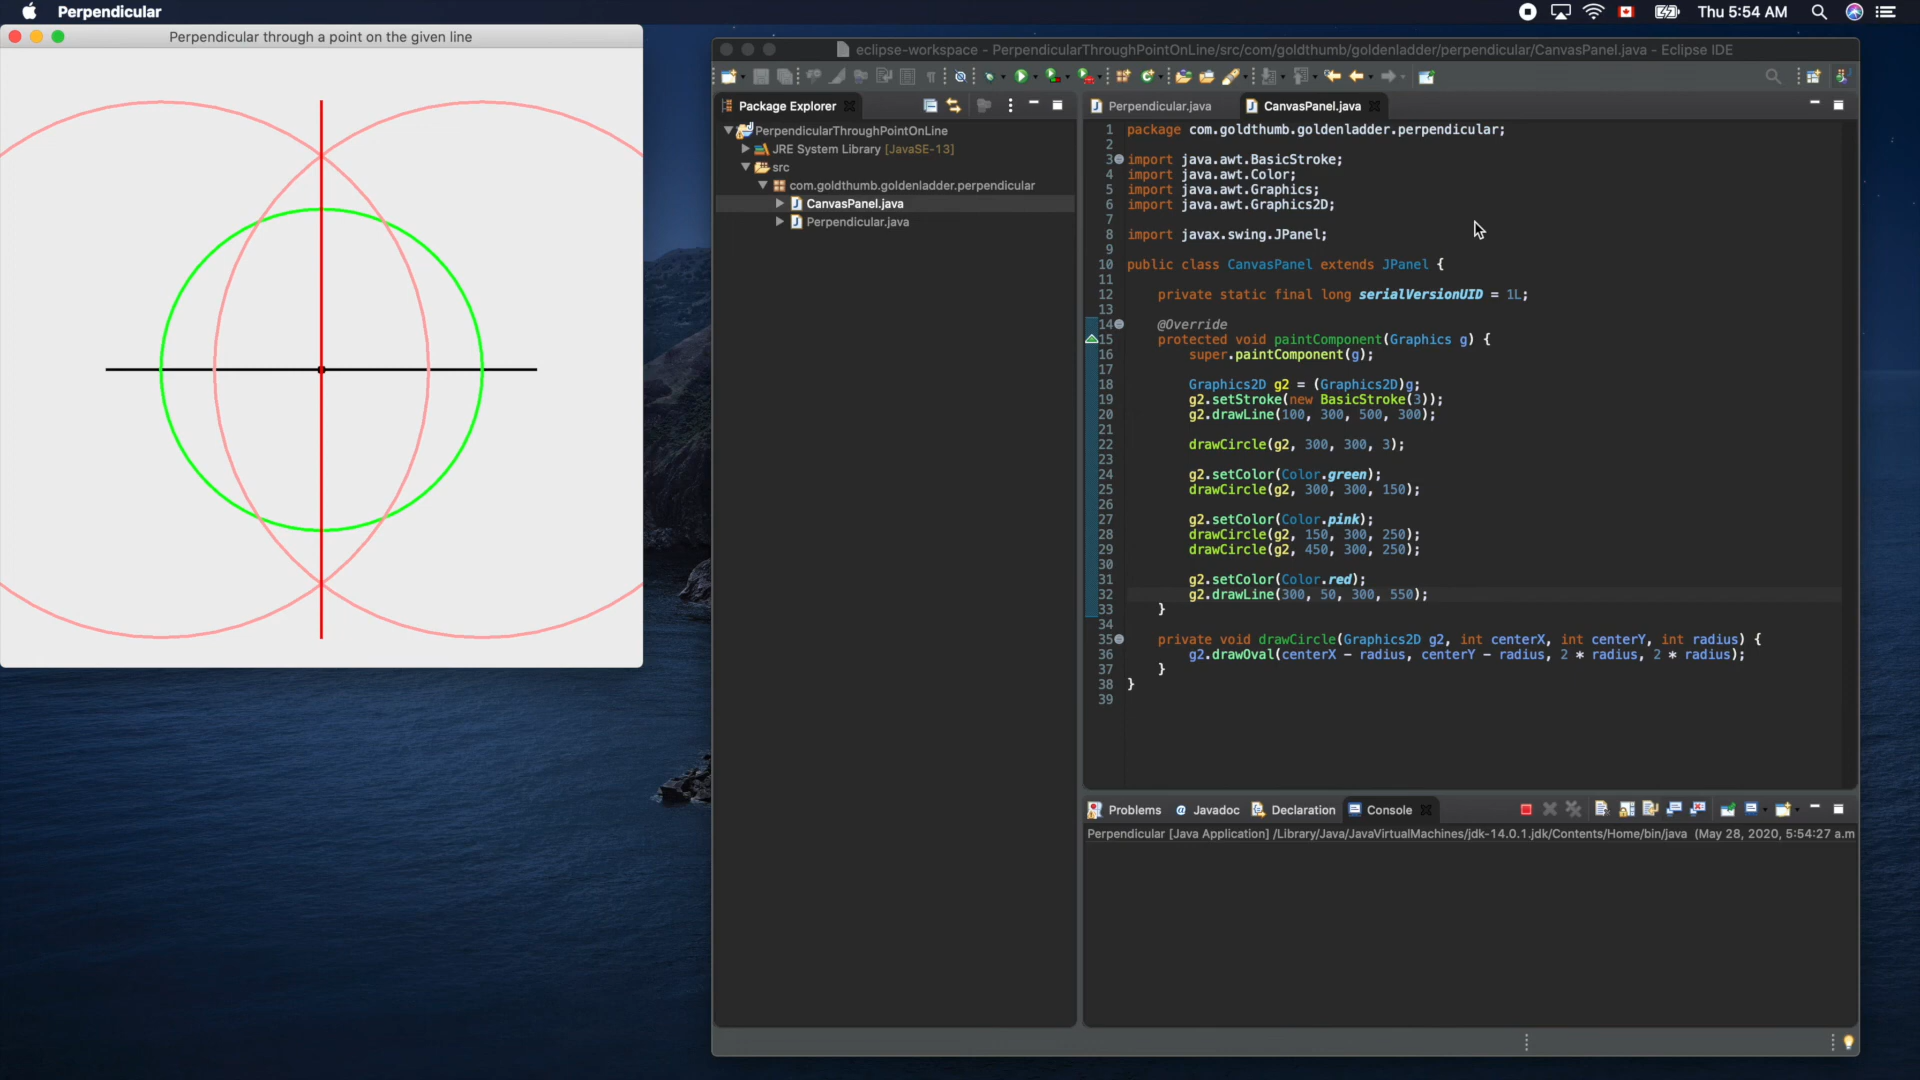 Perpendicular
Thu 5:54 AM
Perpendicular through a point on the given line
eclipse-workspace - PerpendicularThroughPointOnLine/src/com/goldthumb/goldenladder/perpendicular/CanvasPanel.java - Eclipse IDE
Package Explorer
PerpendicularThroughPointOnLine
JRE System Library [JavaSE-13]
src
com.goldthumb.goldenladder.perpendicular
CanvasPanel.java
Perpendicular.java
Perpendicular.java CanvasPanel.java
1 package com.goldthumb.goldenladder.perpendicular;
2
3 import java.awt.BasicStroke;
4 import java.awt.Color;
5 import java.awt.Graphics;
6 import java.awt.Graphics2D;
7
8 import javax.swing.JPanel;
9
10 public class CanvasPanel extends JPanel {
11
12 private static final long serialVersionUID = 1L;
13
14 @Override
15 protected void paintComponent(Graphics g) {
16 super.paintComponent(g);
17
18 Graphics2D g2 = (Graphics2D)g;
19 g2.setStroke(new BasicStroke(3));
20 g2.drawLine(100, 300, 500, 300);
21
22 drawCircle(g2, 300, 300, 3);
23
24 g2.setColor(Color.green);
25 drawCircle(g2, 300, 300, 150);
26
27 g2.setColor(Color.pink);
28 drawCircle(g2, 150, 300, 250);
29 drawCircle(g2, 450, 300, 250);
30
31 g2.setColor(Color.red);
32 g2.drawLine(300, 50, 300, 550);
33 }
34
35 private void drawCircle(Graphics2D g2, int centerX, int centerY, int radius) {
36 g2.drawOval(centerX - radius, centerY - radius, 2 * radius, 2 * radius);
37 }
38 }
39
Problems @ Javadoc Declaration Console
Perpendicular [Java Application] /Library/Java/JavaVirtualMachines/jdk-14.0.1.jdk/Contents/Home/bin/java (May 28, 2020, 5:54:27 a.m